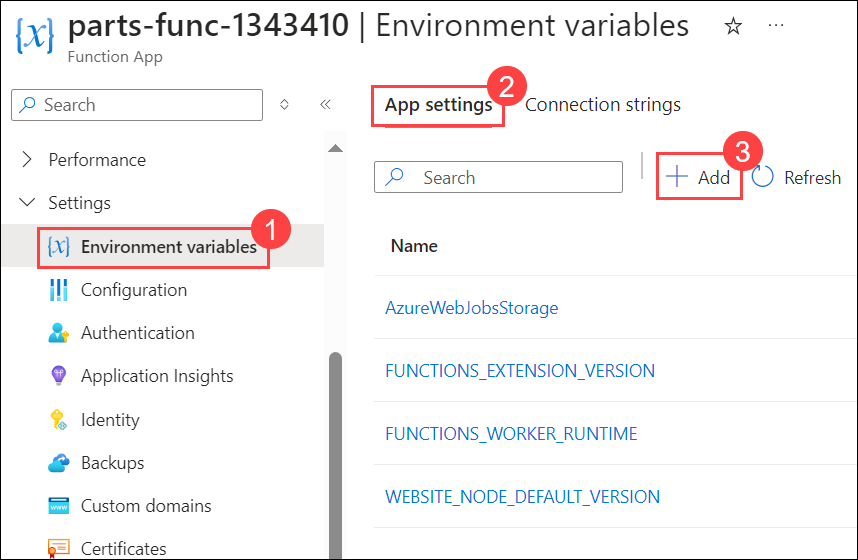 {x} parts-func-1343410 | Environment variables
Function App
Search
Performance
Settings
{x} Environment variables
1
Configuration
Authentication
Application Insights
Identity
Backups
www Custom domains
Certificates
App settings
2
Connection strings
Search
+ Add
3
Refresh
Name
AzureWebJobsStorage
FUNCTIONS_EXTENSION_VERSION
FUNCTIONS_WORKER_RUNTIME
WEBSITE_NODE_DEFAULT_VERSION